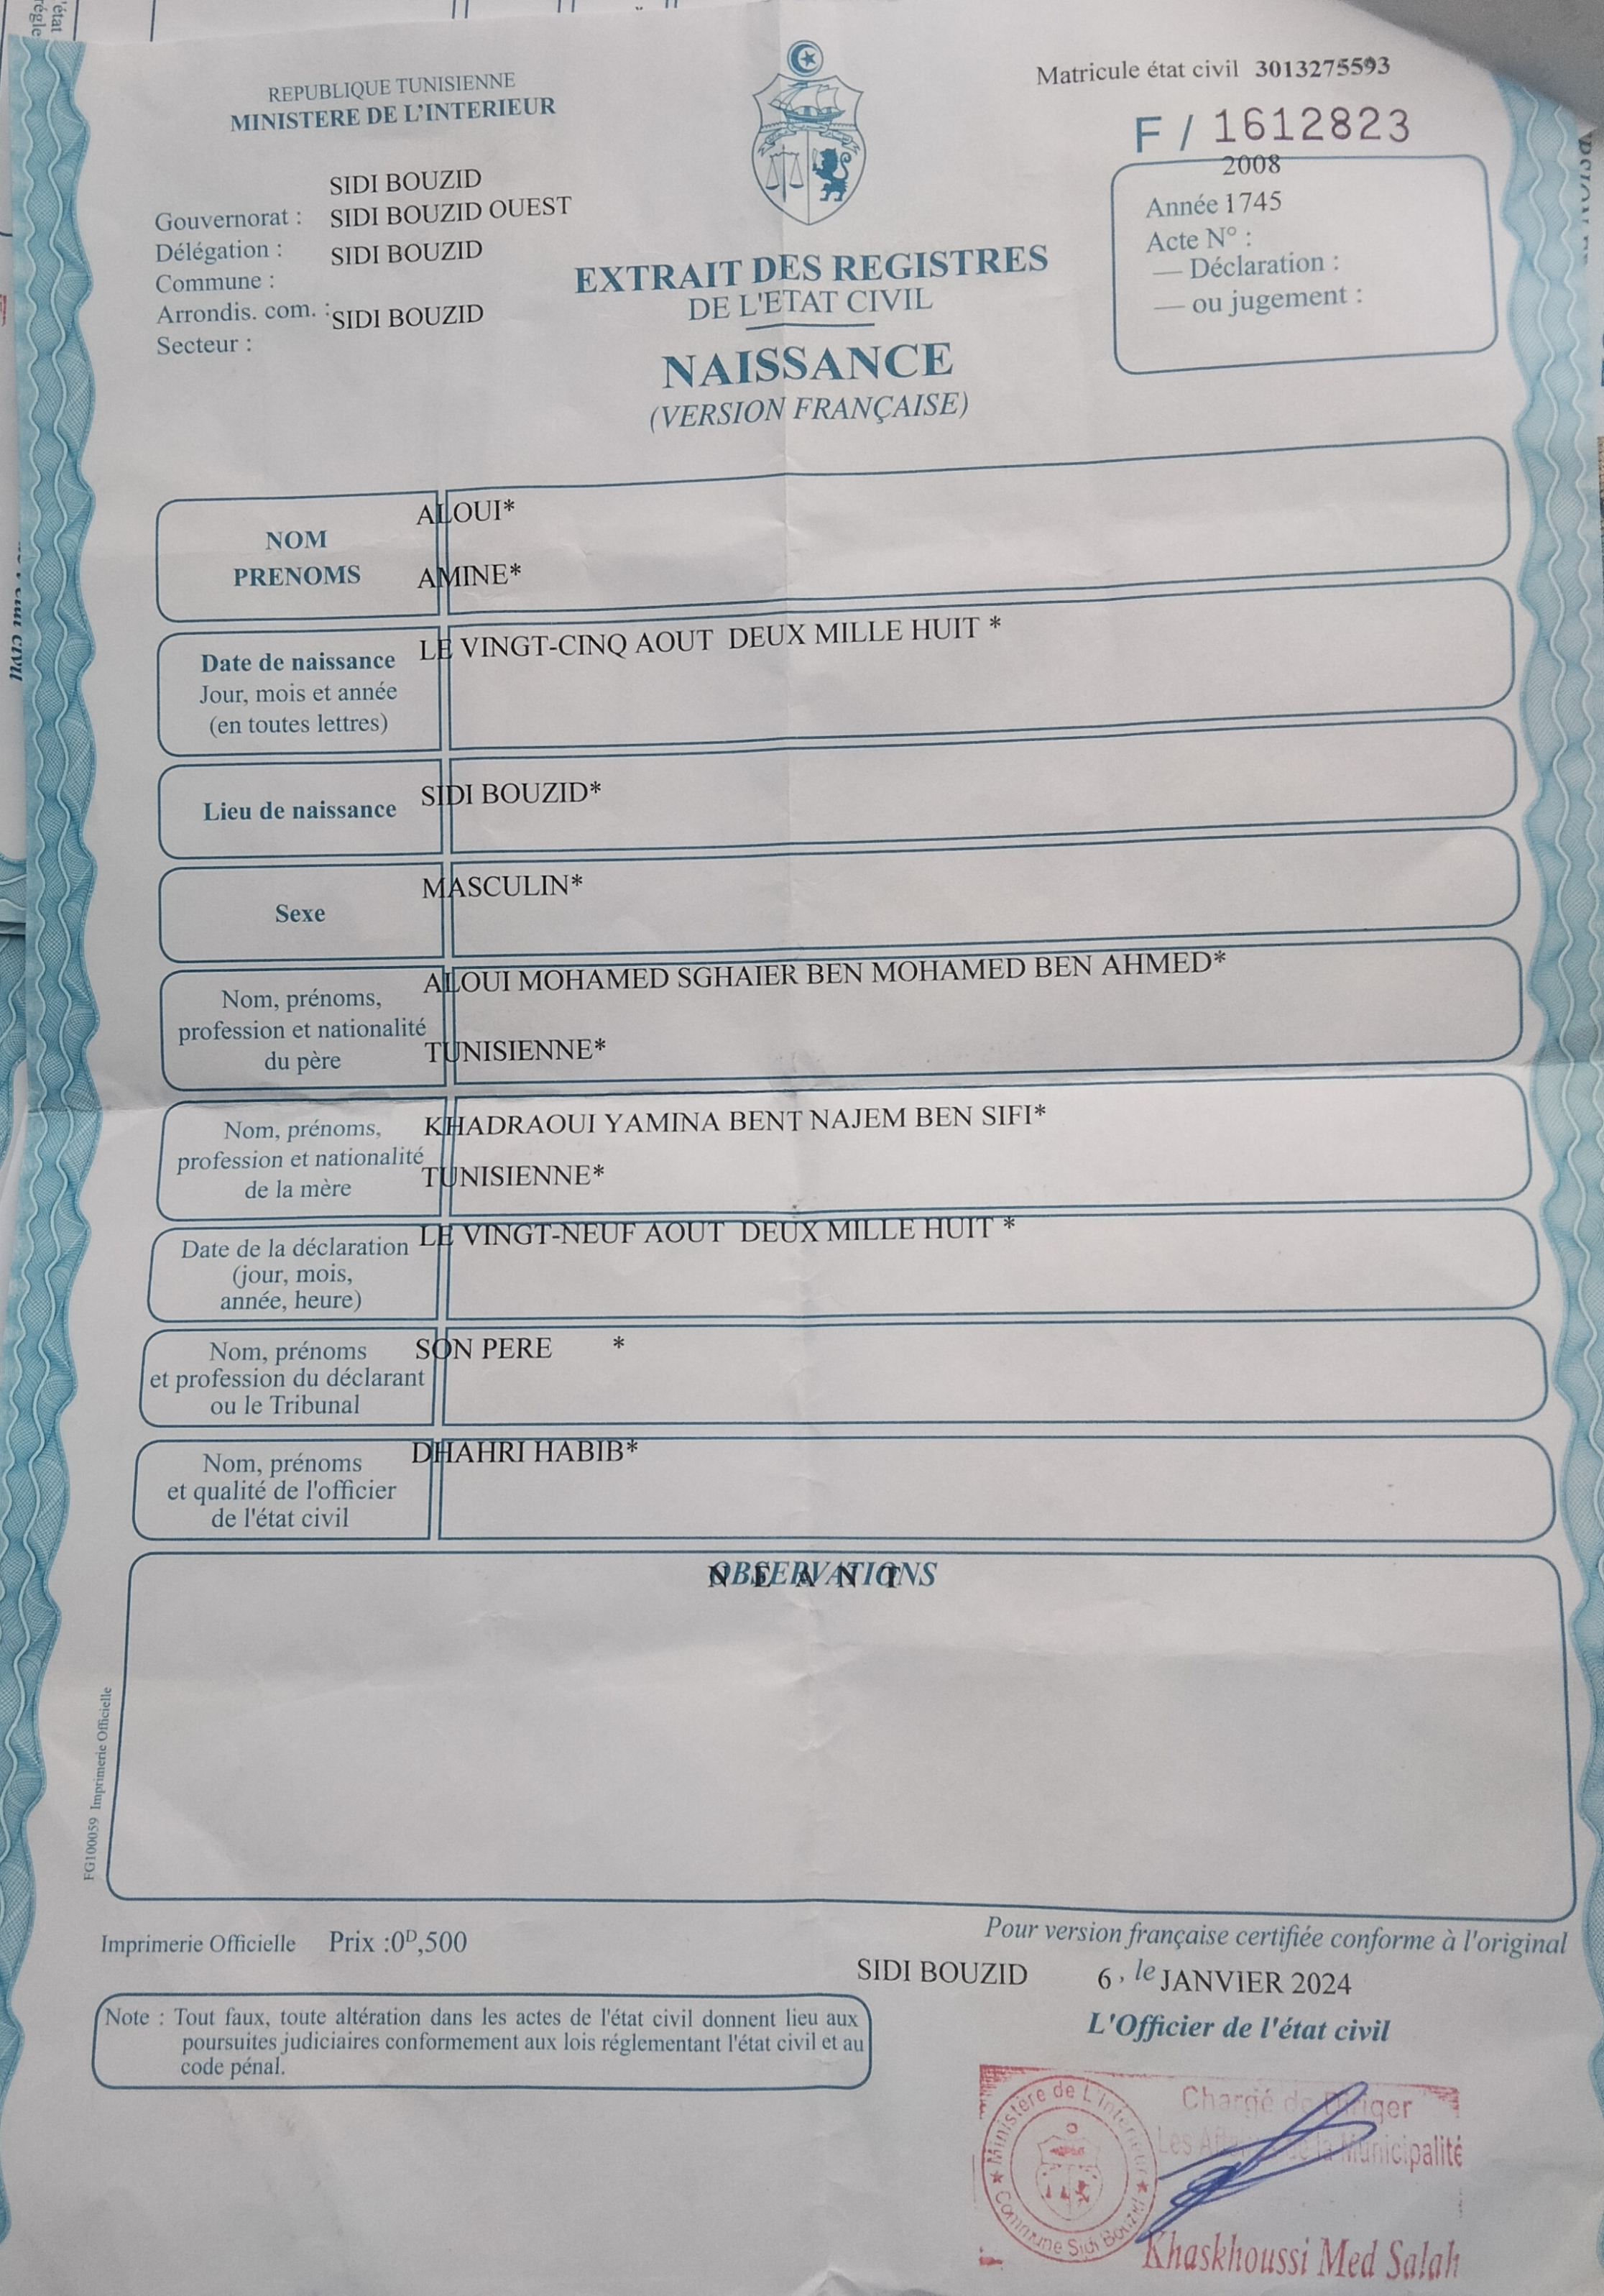 REPUBLIQUE TUNISIENNE
MINISTERE DE L'INTERIEUR
Matricule état civil 3013275593
F / 1612823
2008
SIDI BOUZID
Gouvernorat : SIDI BOUZID OUEST
Délégation : SIDI BOUZID
Commune :
Arrondis. com. : SIDI BOUZID
Secteur :
Année 1745
Acte N° :
— Déclaration :
— ou jugement :
EXTRAIT DES REGISTRES
DE L'ETAT CIVIL
NAISSANCE
(VERSION FRANÇAISE)
NOM
ALOUI*
PRENOMS
AMINE*
Date de naissance
Jour, mois et année
(en toutes lettres)
LE VINGT-CINQ AOUT DEUX MILLE HUIT *
Lieu de naissance
SIDI BOUZID*
Sexe
MASCULIN*
Nom, prénoms,
profession et nationalité
du père
ALOUI MOHAMED SGHAIER BEN MOHAMED BEN AHMED*
TUNISIENNE*
Nom, prénoms,
profession et nationalité
de la mère
KHADRAOUI YAMINA BENT NAJEM BEN SIFI*
TUNISIENNE*
Date de la déclaration
(jour, mois,
année, heure)
LE VINGT-NEUF AOUT DEUX MILLE HUIT *
Nom, prénoms
et profession du déclarant
ou le Tribunal
SON PERE *
Nom, prénoms
et qualité de l'officier
de l'état civil
DHAHRI HABIB*
OBSERVATIONS
N E A N T
FG100059 Imprimerie Officielle
Imprimerie Officielle Prix :0ᴰ,500
Pour version française certifiée conforme à l'original
SIDI BOUZID 6 , le JANVIER 2024
L'Officier de l'état civil
Note : Tout faux, toute altération dans les actes de l'état civil donnent lieu aux
poursuites judiciaires conformement aux lois réglementant l'état civil et au
code pénal.
Chargé de Diriger
Les Affaires de la Municipalité
Ministère de L'Intérieur
Commune Sidi Bouzid
Khaskhoussi Med Salah